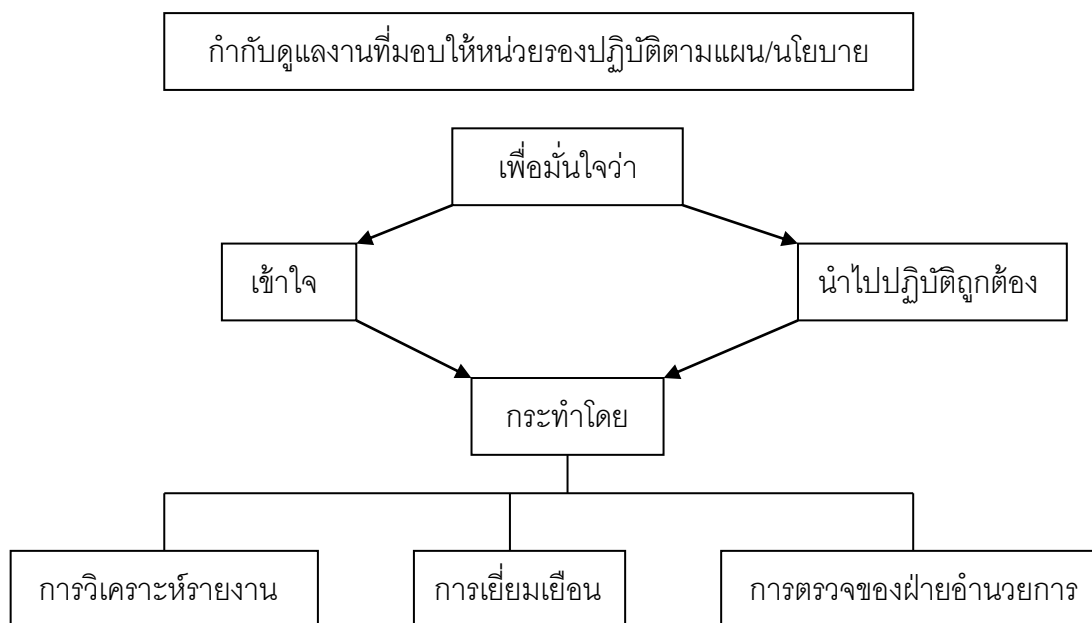 กำกับดูแลงานที่มอบให้หน่วยรองปฏิบัติตามแผน/นโยบาย
เพื่อมั่นใจว่า
เข้าใจ
นำไปปฏิบัติถูกต้อง
กระทำโดย
การวิเคราะห์รายงาน
การเยี่ยมเยือน
การตรวจของฝ่ายอำนวยการ